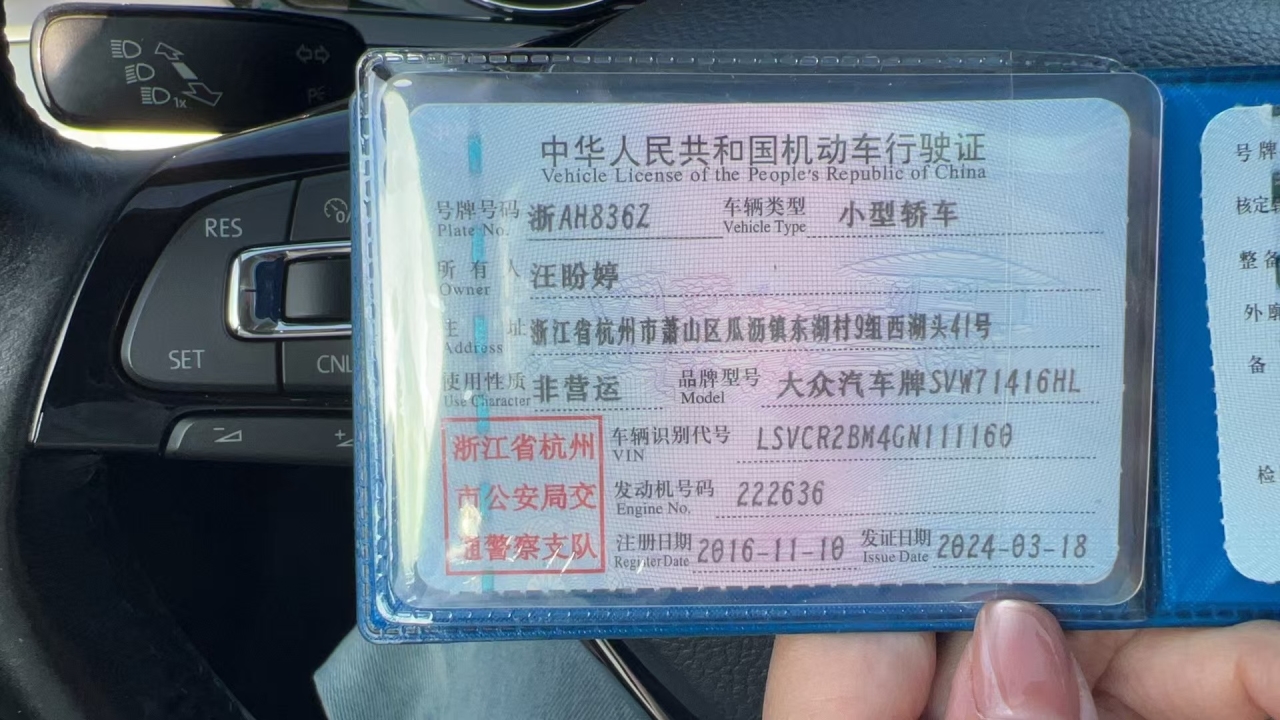 中华人民共和国机动车行驶证
Vehicle License of the People's Republic of China
号牌号码 浙AH836Z 车辆类型 小型轿车
Plate No. Vehicle Type
所有人 汪盼婷
Owner
主址 浙江省杭州市萧山区瓜沥镇东湖村9组西湖头41号
Address
使用性质 非营运 品牌型号 大众汽车牌SVW71416HL
Use Character Model
浙江省杭州
市公安局交
通警察支队
车辆识别代号 LSVCR2BM4GN111160
VIN
发动机号码 222636
Engine No.
注册日期 2016-11-10 发证日期 2024-03-18
Register Date Issue Date
号牌
核定
整备
外廓
备
检
RES
SET
CNL
1x